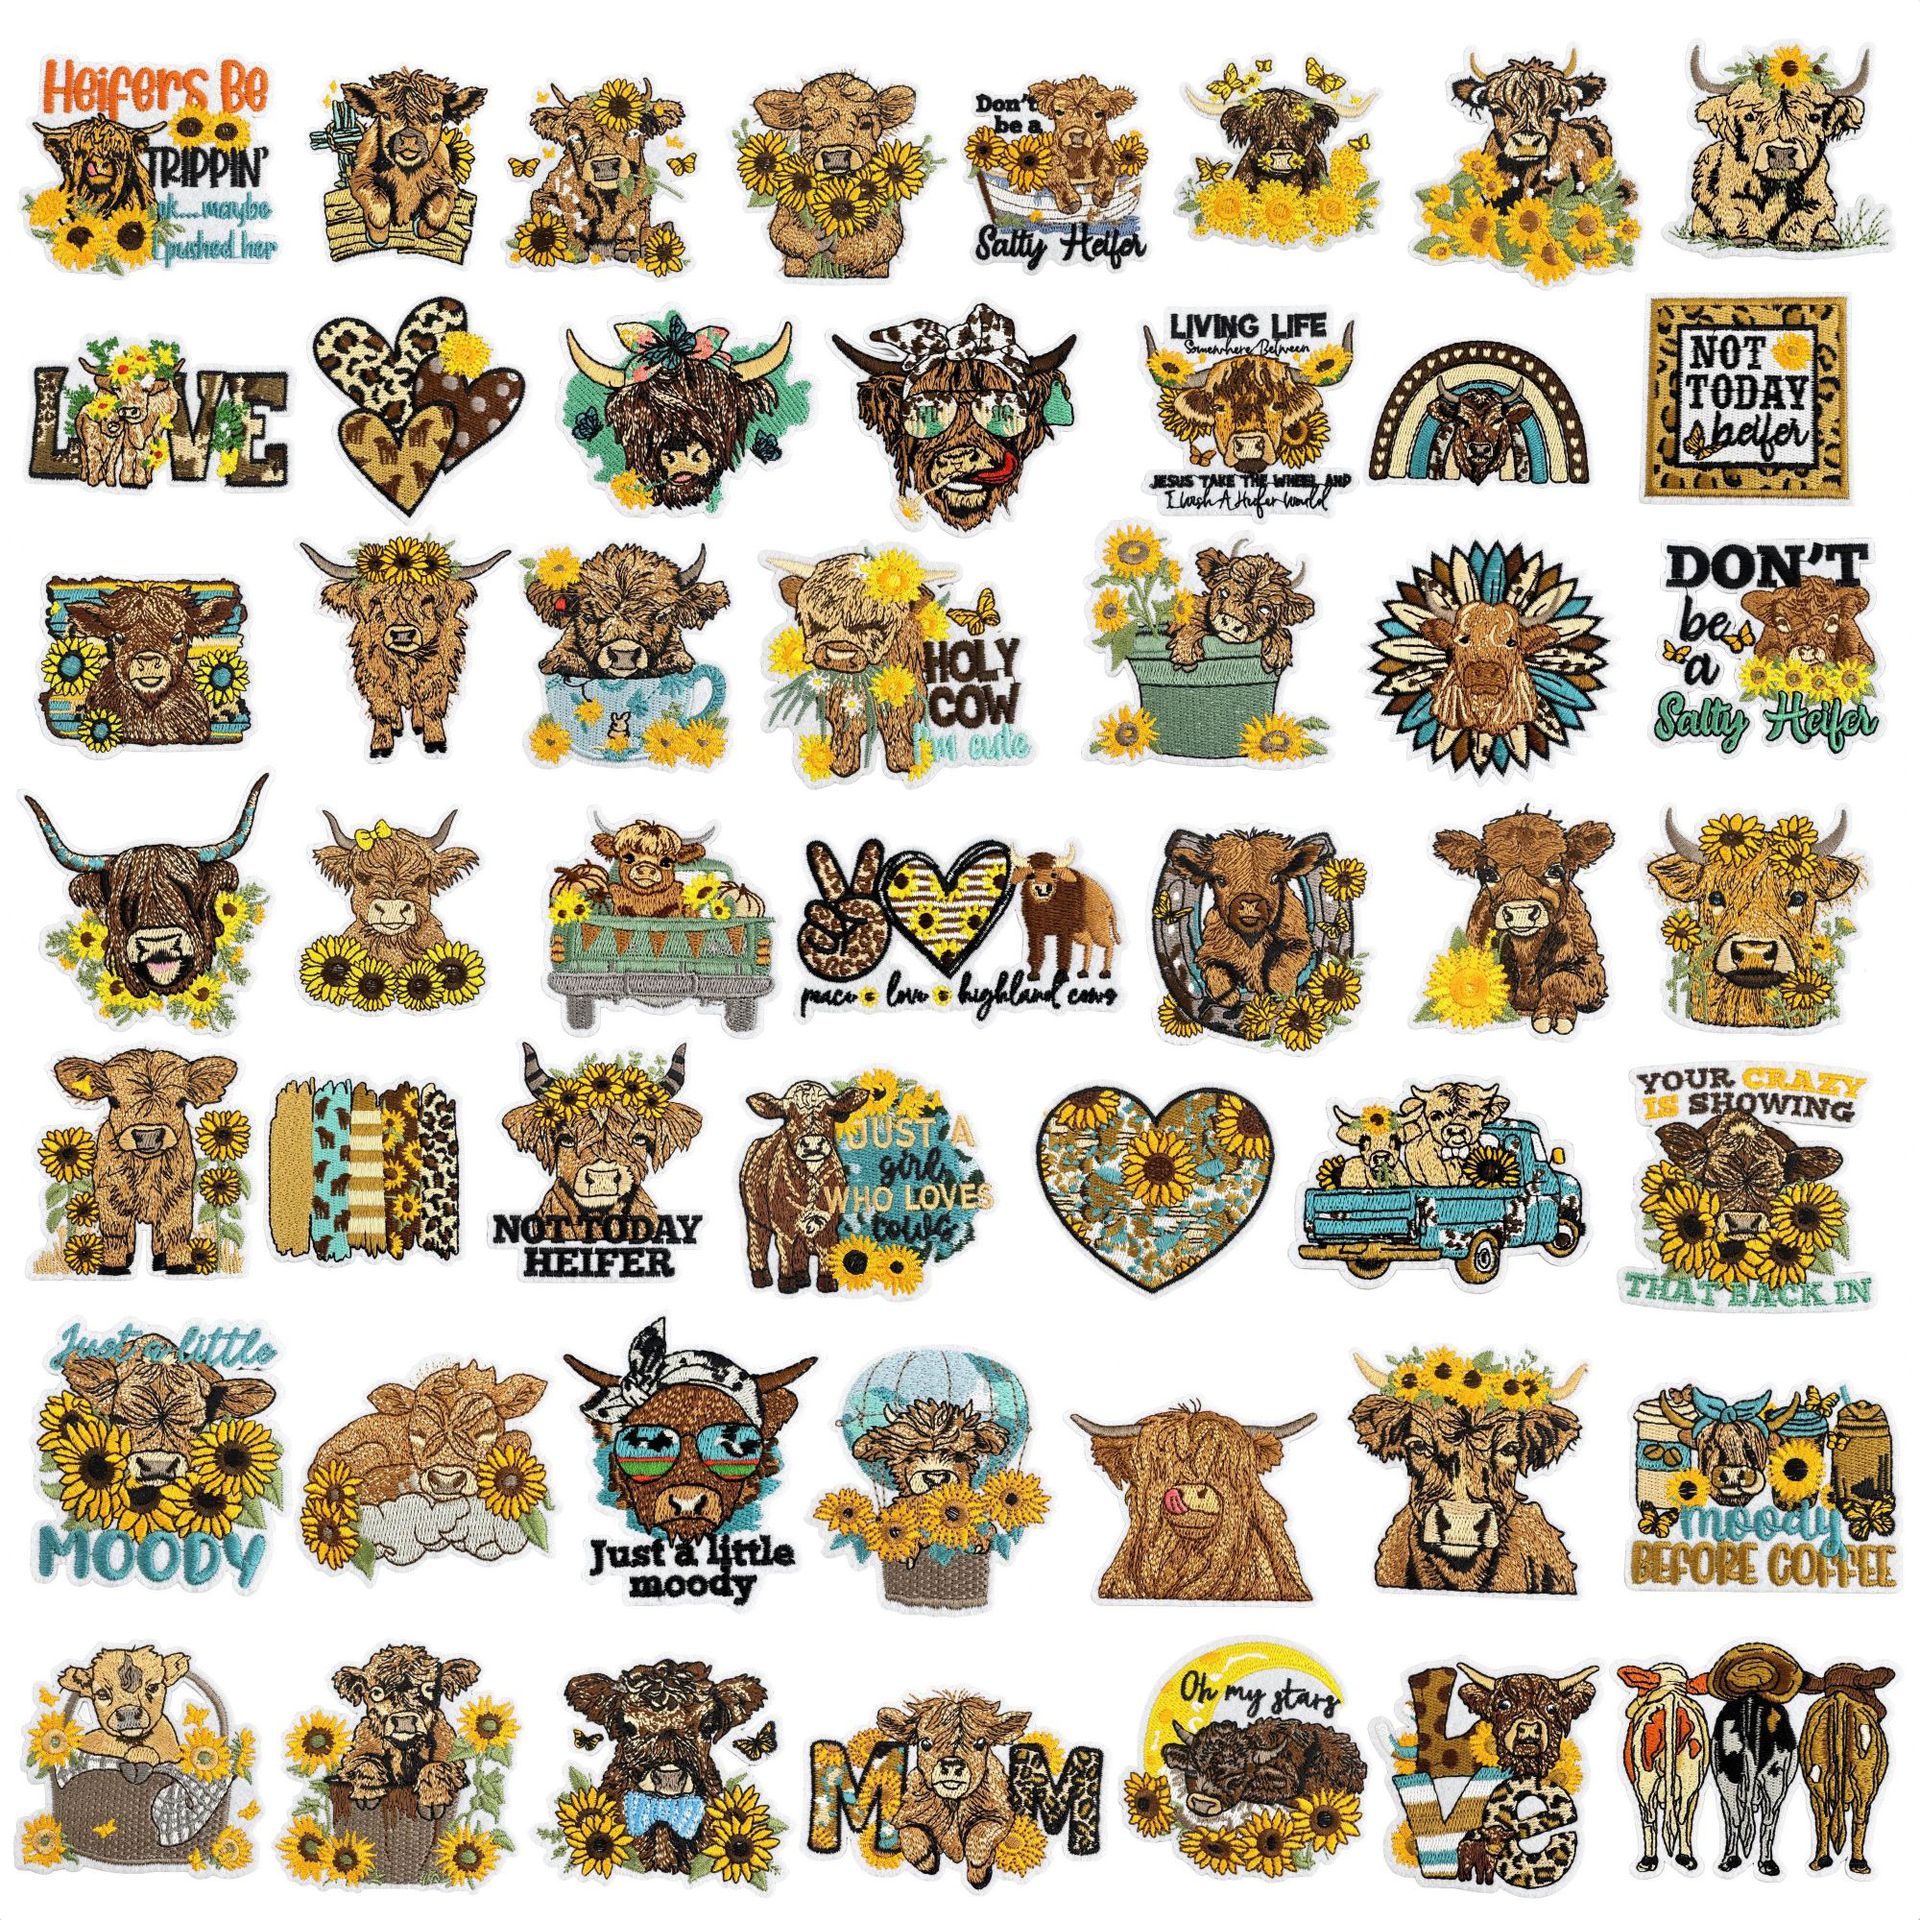 Heifers Be
TRIPPIN'
ok... maybe
I pushed her
Don't
be a
Salty Heifer
LOVE
LIVING LIFE
Somewhere Between
JESUS TAKE THE WHEEL AND
I Wish A Heifer Would
NOT
TODAY
heifer
HOLY
COW
I'm cute
DON'T
be
a
Salty Heifer
peace love highland cows
NOT TODAY
HEIFER
JUST A
girl
WHO LOVES
cows
YOUR CRAZY
IS SHOWING
THAT BACK IN
Just a little
MOODY
Just a little
moody
moody
BEFORE COFFEE
MOM
Oh my stars
Love